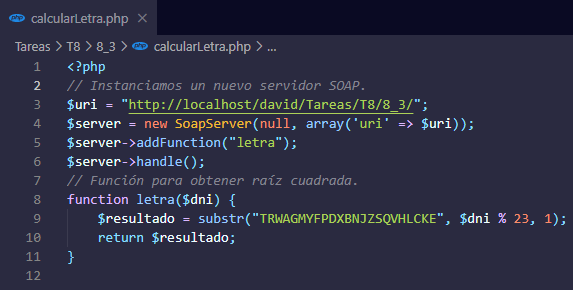 php calcularLetra.php ×
Tareas > T8 > 8_3 > php calcularLetra.php > ...
1 <?php
2 // Instanciamos un nuevo servidor SOAP.
3 $uri = "http://localhost/david/Tareas/T8/8_3/";
4 $server = new SoapServer(null, array('uri' => $uri));
5 $server->addFunction("letra");
6 $server->handle();
7 // Función para obtener raíz cuadrada.
8 function letra($dni) {
9     $resultado = substr("TRWAGMYFPDXBNJZSQVHLCKE", $dni % 23, 1);
10     return $resultado;
11 }
12